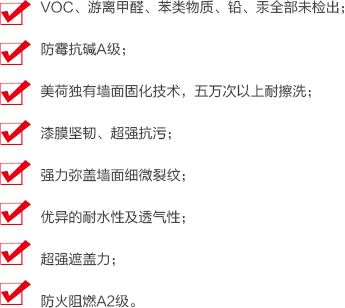 VOC、游离甲醛、苯类物质、铅、汞全部未检出；
防霉抗碱A级；
美荷独有墙面固化技术，五万次以上耐擦洗；
漆膜坚韧、超强抗污；
强力弥盖墙面细微裂纹；
优异的耐水性及透气性；
超强遮盖力；
防火阻燃A2级。